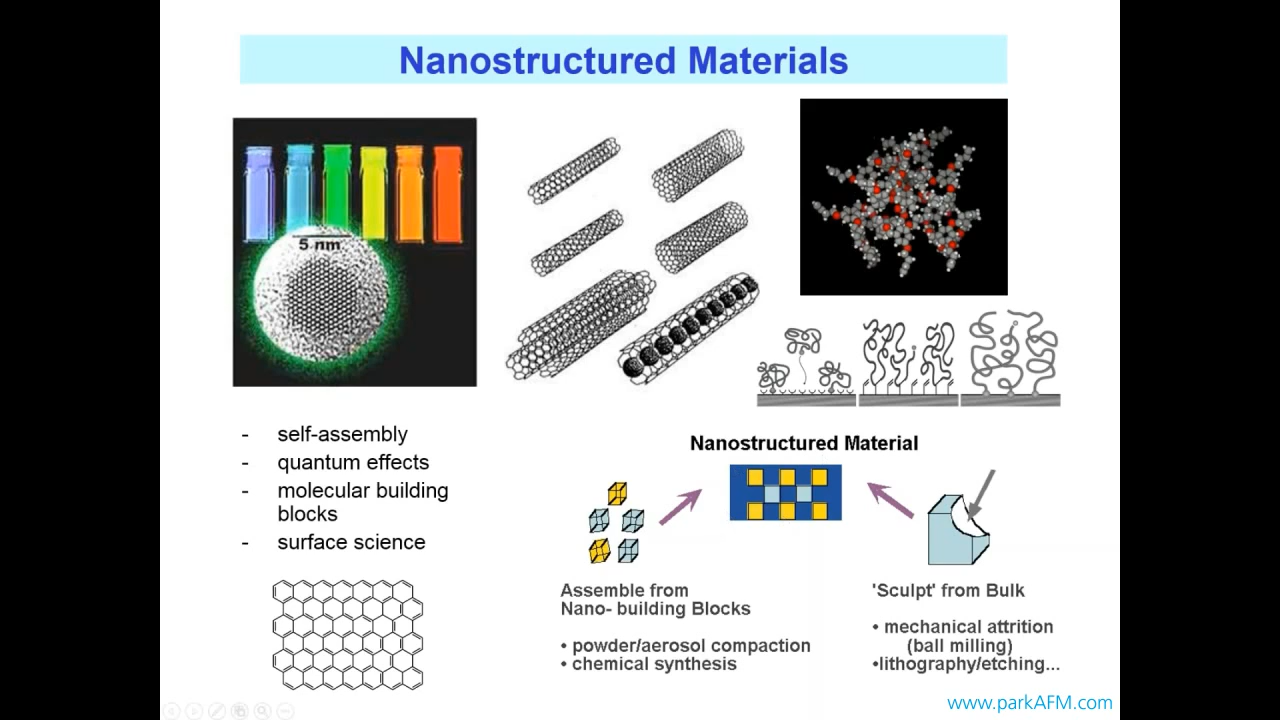 Nanostructured Materials
5 nm
- self-assembly
- quantum effects
- molecular building
blocks
- surface science
Nanostructured Material
Assemble from
Nano- building Blocks
• powder/aerosol compaction
• chemical synthesis
'Sculpt' from Bulk
• mechanical attrition
(ball milling)
•lithography/etching...
www.parkAFM.com